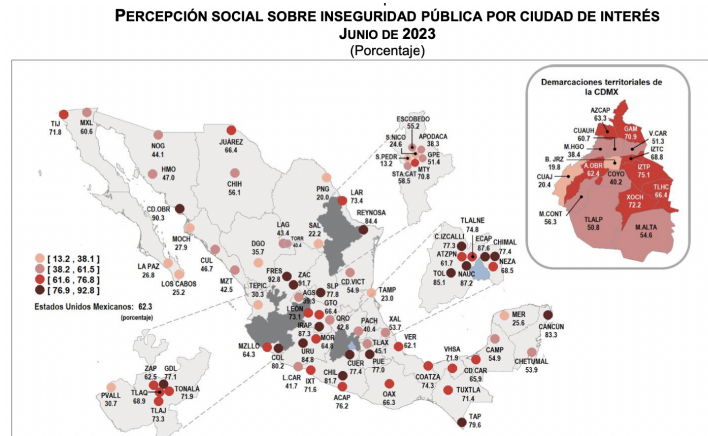 PERCEPCIÓN SOCIAL SOBRE INSEGURIDAD PÚBLICA POR CIUDAD DE INTERÉS
JUNIO DE 2023
(Porcentaje)
TIJ
71.8
MXL
60.6
NOG
44.1
JUAREZ
66.4
HMO
47.0
CHIH
56.1
CD.OBR
90.3
MOCH
27.9
LA PAZ
26.8
LOS CABOS
25.2
CUL
46.7
MZT
42.5
DGO
35.7
LAG
43.4
TORR
40.4
SAL
22.2
PNG
20.0
LAR
73.4
REYNOSA
84.4
ESCOBEDO
55.2
S.NICO
24.6
APODACA
38.3
S.PEDR
13.2
GPE
51.4
STA.CAT
58.5
MTY
70.8
Demarcaciones territoriales de
la CDMX
AZCAP
63.3
GAM
70.9
CUAUH
60.7
V.CAR
51.3
M.HGO
38.4
IZTC
68.8
B. JRZ
19.8
A.OBR
62.4
COYO
40.2
IZTP
75.1
CUAJ
20.4
TLHC
66.4
XOCH
72.2
M.CONT
56.3
TLALP
50.8
M.ALTA
54.6
[ 13.2, 38.1]
[ 38.2, 61.5]
[ 61.6, 76.8]
[ 76.9, 92.8]
Estados Unidos Mexicanos: 62.3
(porcentaje)
TEPIC
30.3
FRES
92.8
ZAC
91.7
AGS
SLP
77.8
CD.VICT
54.9
TAMP
23.0
LEÓN
73.1
GTO
66.4
IRAP
87.3
QRO
42.8
PACH
40.4
XAL
53.7
MOR
64.8
TLAX
45.1
VER
62.1
MZLLO
64.3
COL
80.2
URU
84.8
CUER
77.4
PUE
77.0
L.CAR
41.7
IXT
71.6
CHIL
81.7
ACAP
76.2
OAX
66.3
COATZA
74.3
VHSA
71.9
CD.CAR
65.9
TUXTLA
71.4
TAP
79.6
CAMP
54.9
MER
25.6
CANCÚN
83.3
CHETUMAL
53.9
TLALNE
74.8
C.IZCALLI
77.3
ECAP
87.6
CHIMAL
77.4
ATZPN
61.7
NEZA
68.5
TOL
85.1
NAUC
87.2
ZAP
62.5
GDL
77.1
TONALÁ
71.9
TLAQ
68.9
TLAJ
73.3
PVALL
30.7